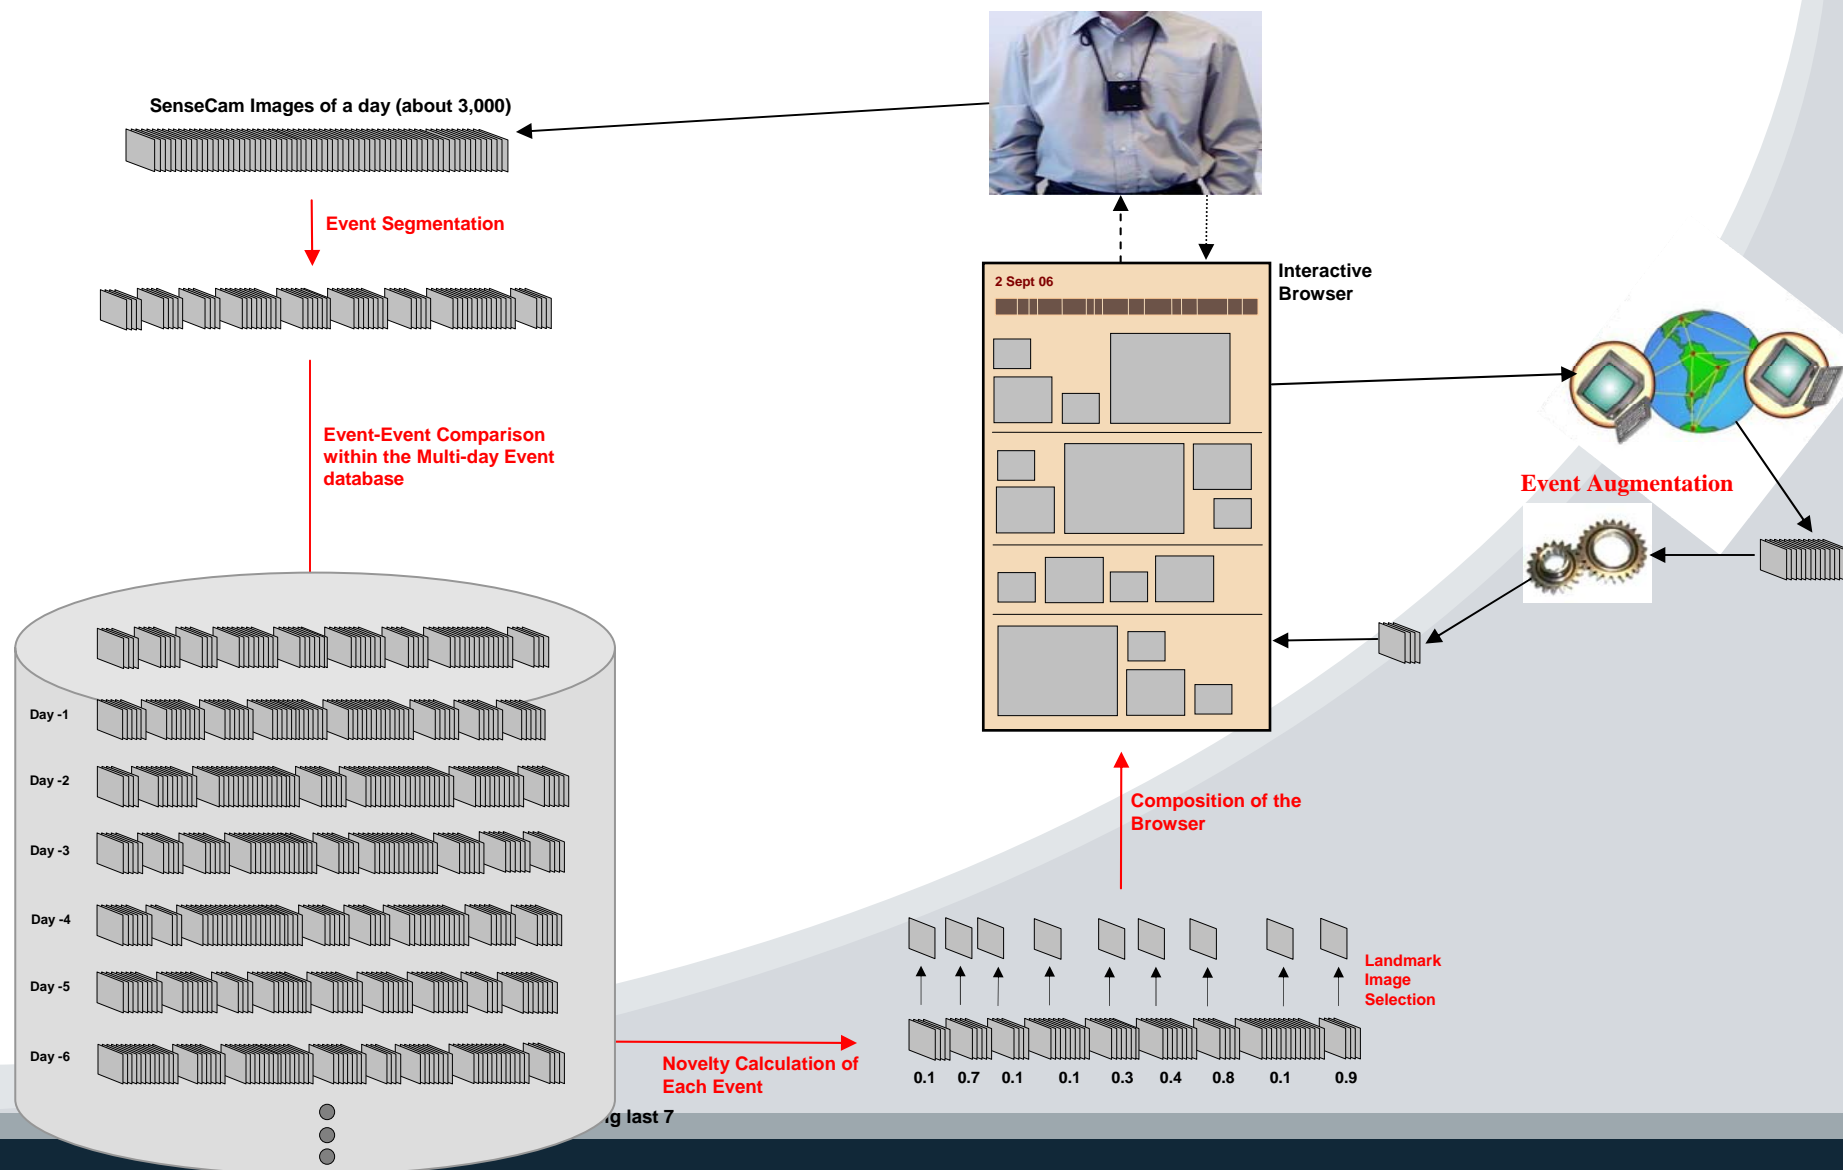 SenseCam Images of a day (about 3,000)
Event Segmentation
Event-Event Comparison
within the Multi-day Event
database
Day -1
Day -2
Day -3
Day -4
Day -5
Day -6
Novelty Calculation of
Each Event
last 7
0.1 0.7 0.1 0.1 0.3 0.4 0.8 0.1 0.9
Landmark
Image
Selection
Composition of the
Browser
2 Sept 06
Interactive
Browser
Event Augmentation